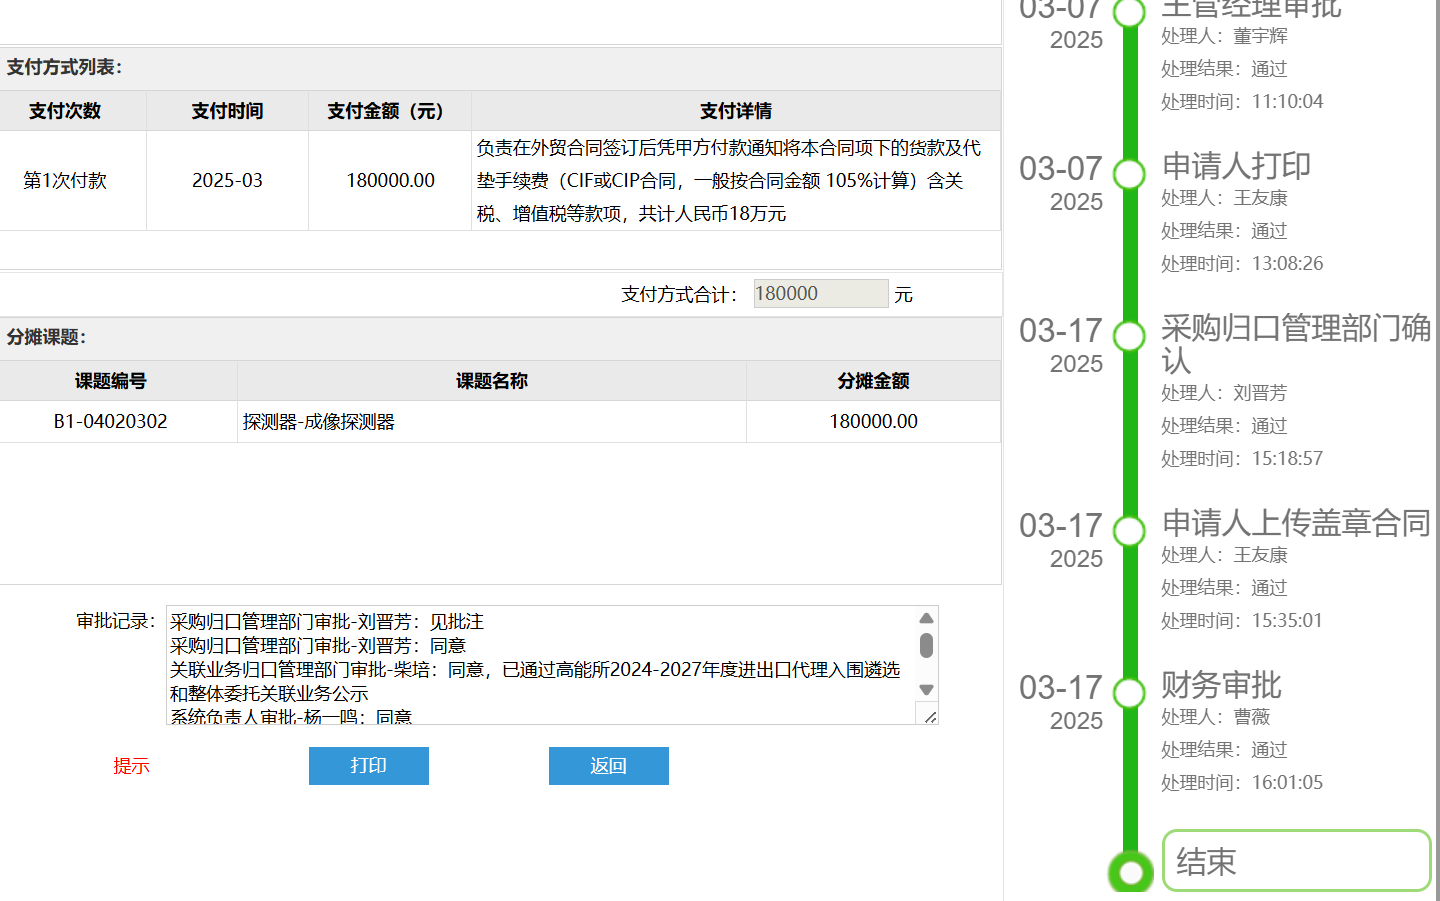 支付方式列表：
支付次数 支付时间 支付金额（元） 支付详情
第1次付款 2025-03 180000.00
负责在外贸合同签订后凭甲方付款通知将本合同项下的货款及代
垫手续费（CIF或CIP合同，一般按合同金额 105%计算）含关
税、增值税等款项，共计人民币18万元
支付方式合计： 180000 元
分摊课题：
课题编号 课题名称 分摊金额
B1-04020302 探测器-成像探测器 180000.00
审批记录：
采购归口管理部门审批-刘晋芳：见批注
采购归口管理部门审批-刘晋芳：同意
关联业务归口管理部门审批-柴培：同意，已通过高能所2024-2027年度进出口代理入围遴选
和整体委托关联业务公示
系统负责人审批-杨一鸣：同意
提示 打印 返回
03-07 主管经理审批
2025 处理人：董宇辉
处理结果：通过
处理时间：11:10:04
03-07 申请人打印
2025 处理人：王友康
处理结果：通过
处理时间：13:08:26
03-17 采购归口管理部门确
2025 认
处理人：刘晋芳
处理结果：通过
处理时间：15:18:57
03-17 申请人上传盖章合同
2025 处理人：王友康
处理结果：通过
处理时间：15:35:01
03-17 财务审批
2025 处理人：曹薇
处理结果：通过
处理时间：16:01:05
结束